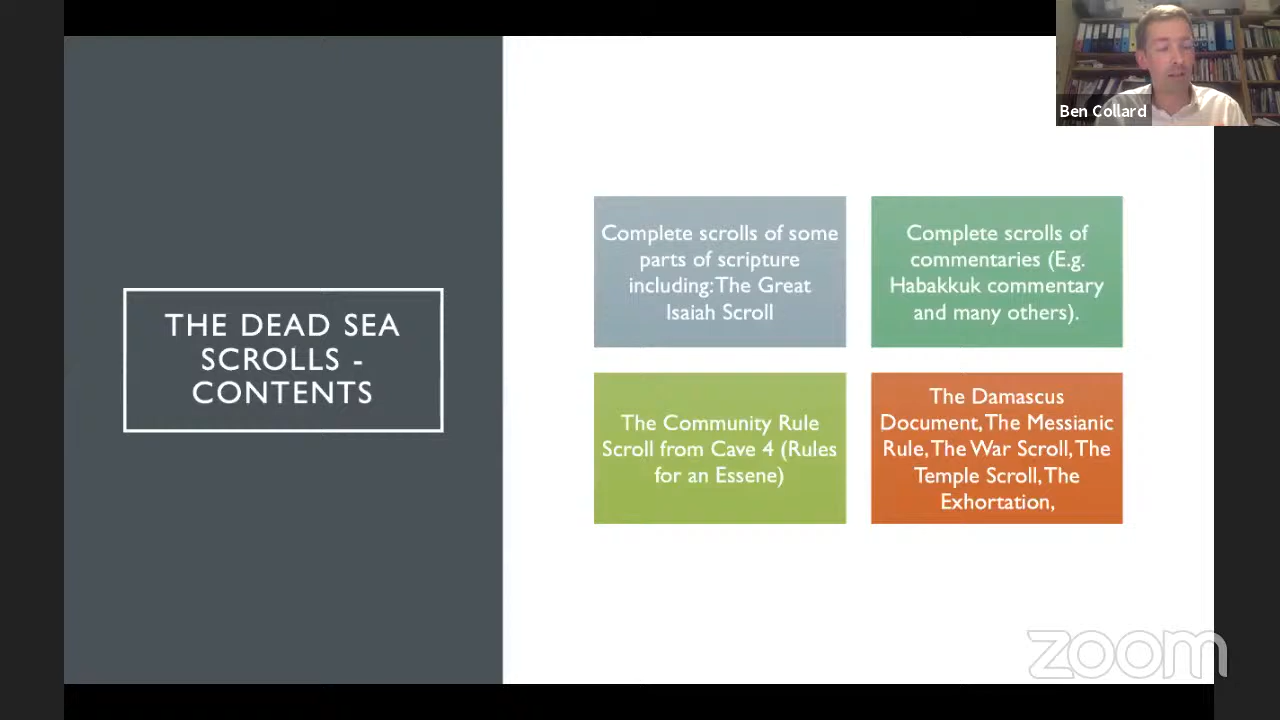 Ben Collard
THE DEAD SEA
SCROLLS -
CONTENTS
Complete scrolls of some
parts of scripture
including:The Great
Isaiah Scroll
Complete scrolls of
commentaries (E.g.
Habakkuk commentary
and many others).
The Community Rule
Scroll from Cave 4 (Rules
for an Essene)
The Damascus
Document,The Messianic
Rule,The War Scroll,The
Temple Scroll,The
Exhortation,
zoom